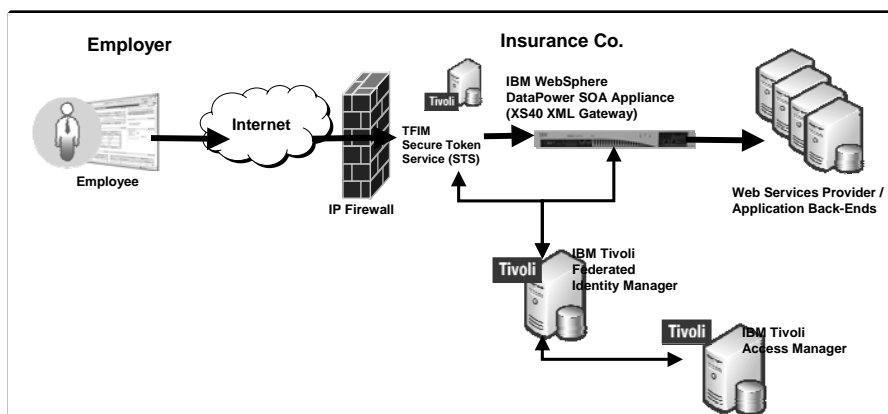 Employer
Insurance Co.
IBM WebSphere
DataPower SOA Appliance
(XS40 XML Gateway)
Tivoli
Internet
TFIM
Secure Token
Service (STS)
Employee
IP Firewall
Web Services Provider /
Application Back-Ends
Tivoli
IBM Tivoli
Federated
Identity Manager
Tivoli
IBM Tivoli
Access Manager